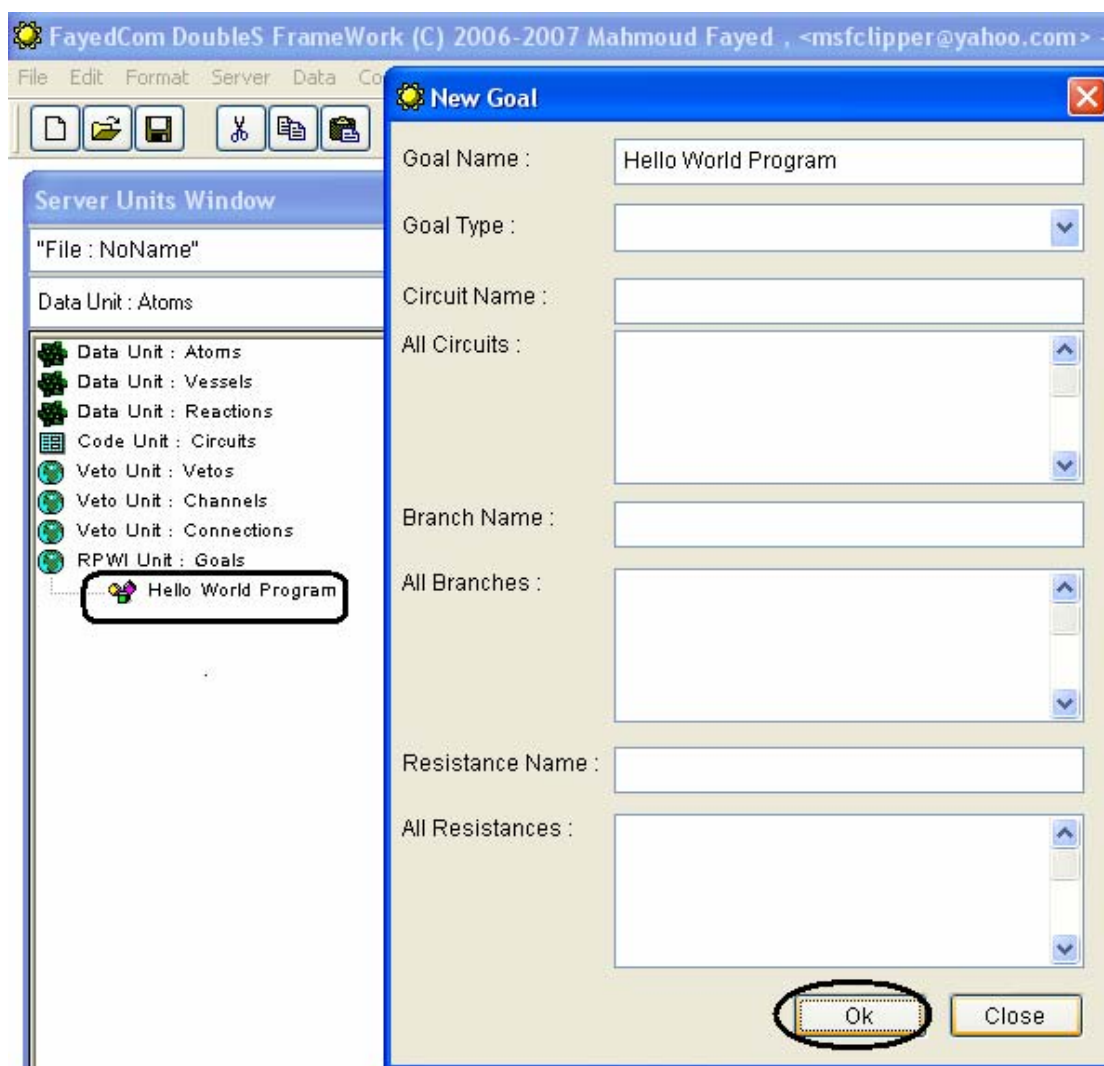 FayedCom DoubleS FrameWork (C) 2006-2007 Mahmoud Fayed , <msfclipper@yahoo.com> -
File Edit Format Server Data Co
New Goal
Server Units Window
"File : NoName"
Data Unit : Atoms
Data Unit : Atoms
Data Unit : Vessels
Data Unit : Reactions
Code Unit : Circuits
Veto Unit : Vetos
Veto Unit : Channels
Veto Unit : Connections
RPWI Unit : Goals
Hello World Program
Goal Name : Hello World Program
Goal Type :
Circuit Name :
All Circuits :
Branch Name :
All Branches :
Resistance Name :
All Resistances :
Ok Close